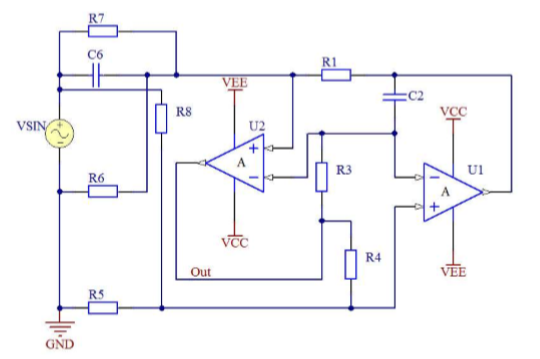 R7
C6
R1
VEE
C2
R8
VCC
VSIN
U2
+
A
−
R3
U1
−
A
+
R6
VCC
R4
Out
VEE
R5
GND